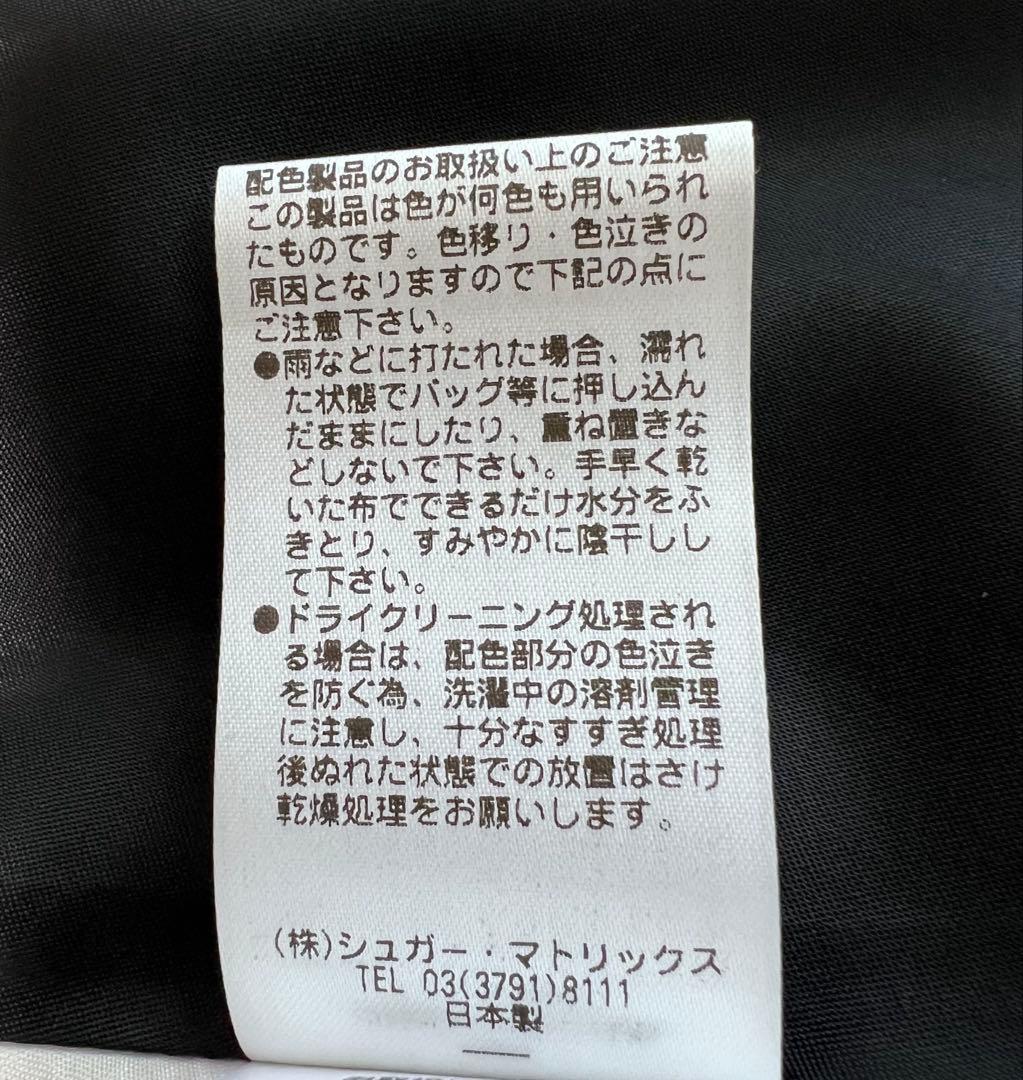 配色製品のお取扱い上のご注意
この製品は色が何色も用いられ
たものです。色移り・色泣きの
原因となりますので下記の点に
ご注意下さい。
●雨などに打たれた場合、濡れ
た状態でバッグ等に押し込ん
だままにしたり、重ね置きな
どしないで下さい。手早く乾
いた布でできるだけ水分をふ
きとり、すみやかに陰干しし
て下さい。
●ドライクリーニング処理され
る場合は、配色部分の色泣き
を防ぐ為、洗濯中の溶剤管理
に注意し、十分なすすぎ処理
後ぬれた状態での放置はさけ
乾燥処理をお願いします。
(株)シュガー・マトリックス
TEL 03(3791)8111
日本製